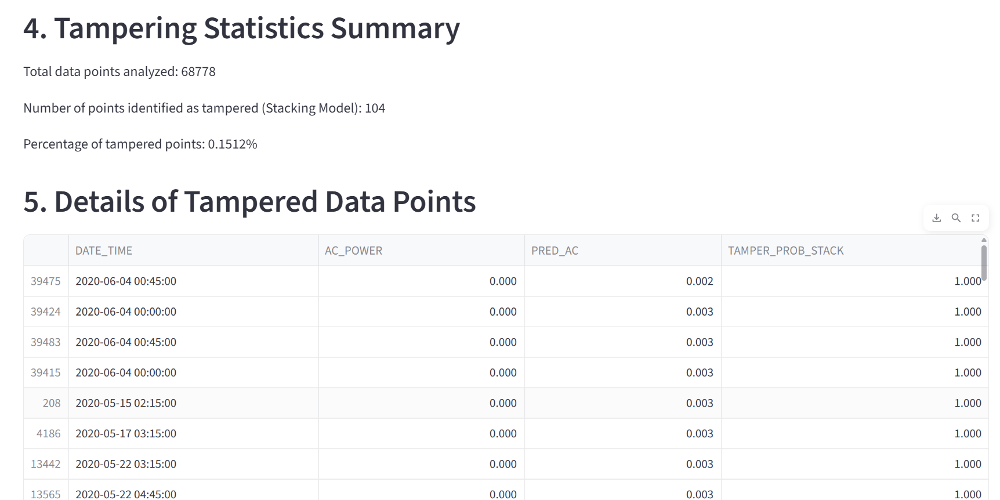 4. Tampering Statistics Summary
Total data points analyzed: 68778
Number of points identified as tampered (Stacking Model): 104
Percentage of tampered points: 0.1512%
5. Details of Tampered Data Points
DATE_TIME AC_POWER PRED_AC TAMPER_PROB_STACK
39475 2020-06-04 00:45:00 0.000 0.002 1.000
39424 2020-06-04 00:00:00 0.000 0.003 1.000
39483 2020-06-04 00:45:00 0.000 0.003 1.000
39415 2020-06-04 00:00:00 0.000 0.003 1.000
208 2020-05-15 02:15:00 0.000 0.003 1.000
4186 2020-05-17 03:15:00 0.000 0.003 1.000
13442 2020-05-22 03:15:00 0.000 0.003 1.000
13565 2020-05-22 04:45:00 0.000 0.003 1.000